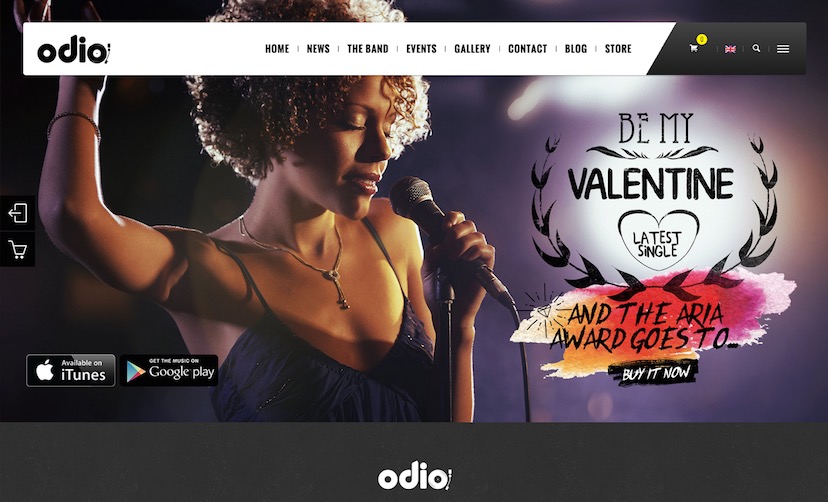 odio
HOME
NEWS
THE BAND
EVENTS
GALLERY
CONTACT
BLOG
STORE
0
BE MY
VALENTINE
LATEST
SINGLE
AND THE ARIA
AWARD GOES TO...
BUY IT NOW
Available on
iTunes
GET THE MUSIC ON
Google play
odio